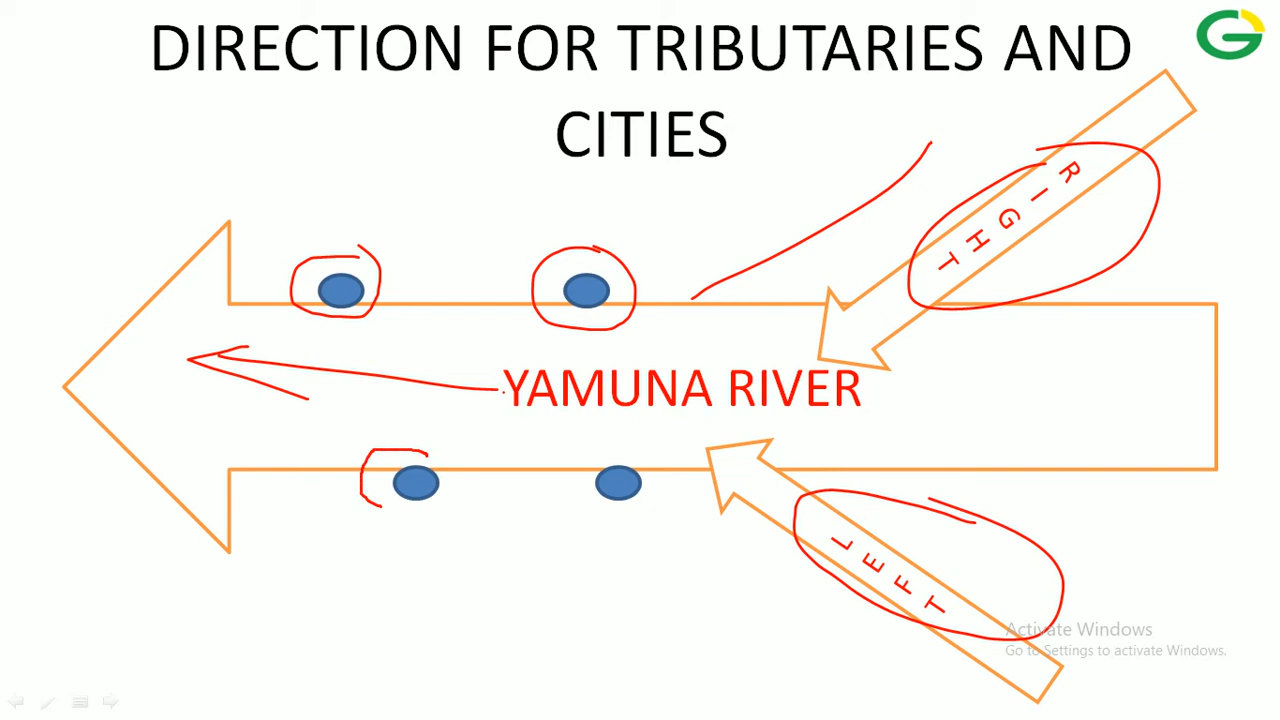 DIRECTION FOR TRIBUTARIES AND
CITIES
RIGHT
YAMUNA RIVER
LEFT
Activate Windows
Go to Settings to activate Windows.